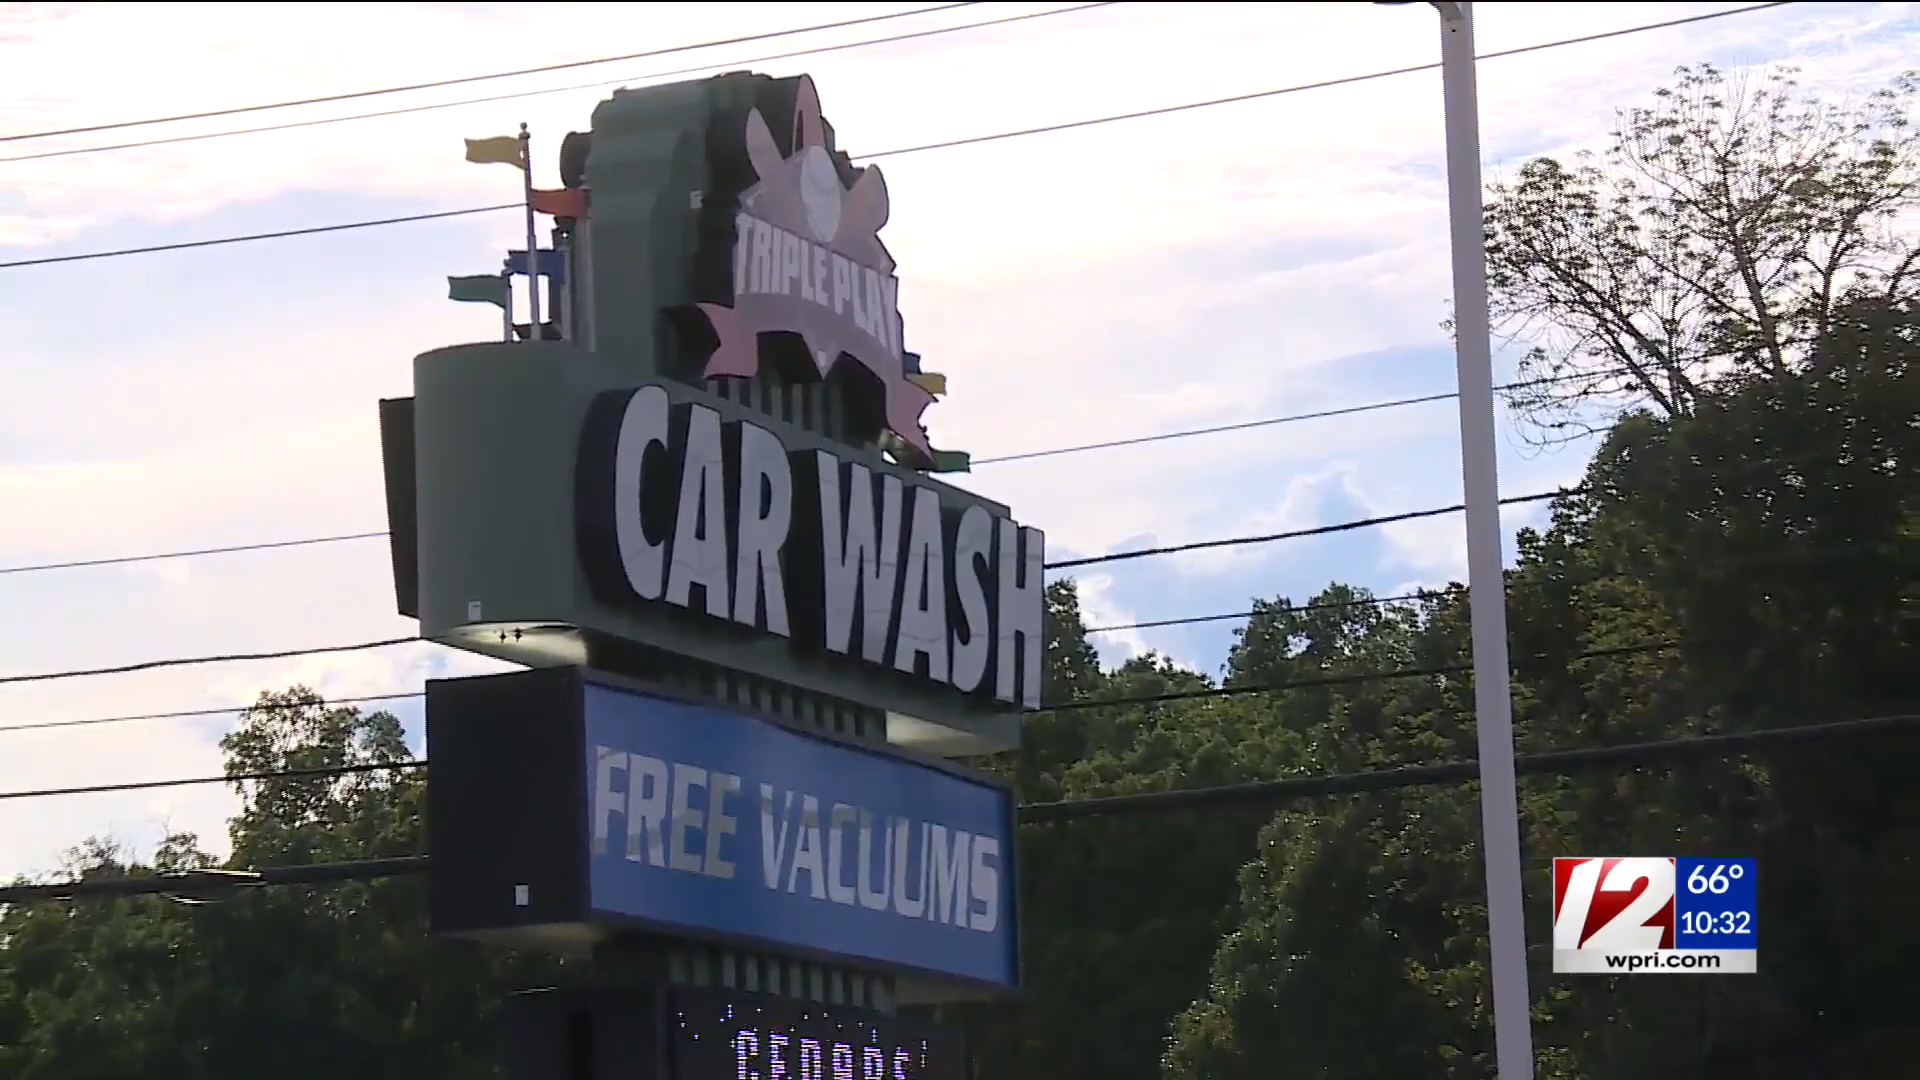 TRIPLE PLAY
CAR WASH
FREE VACUUMS
12
66°
10:32
wpri.com